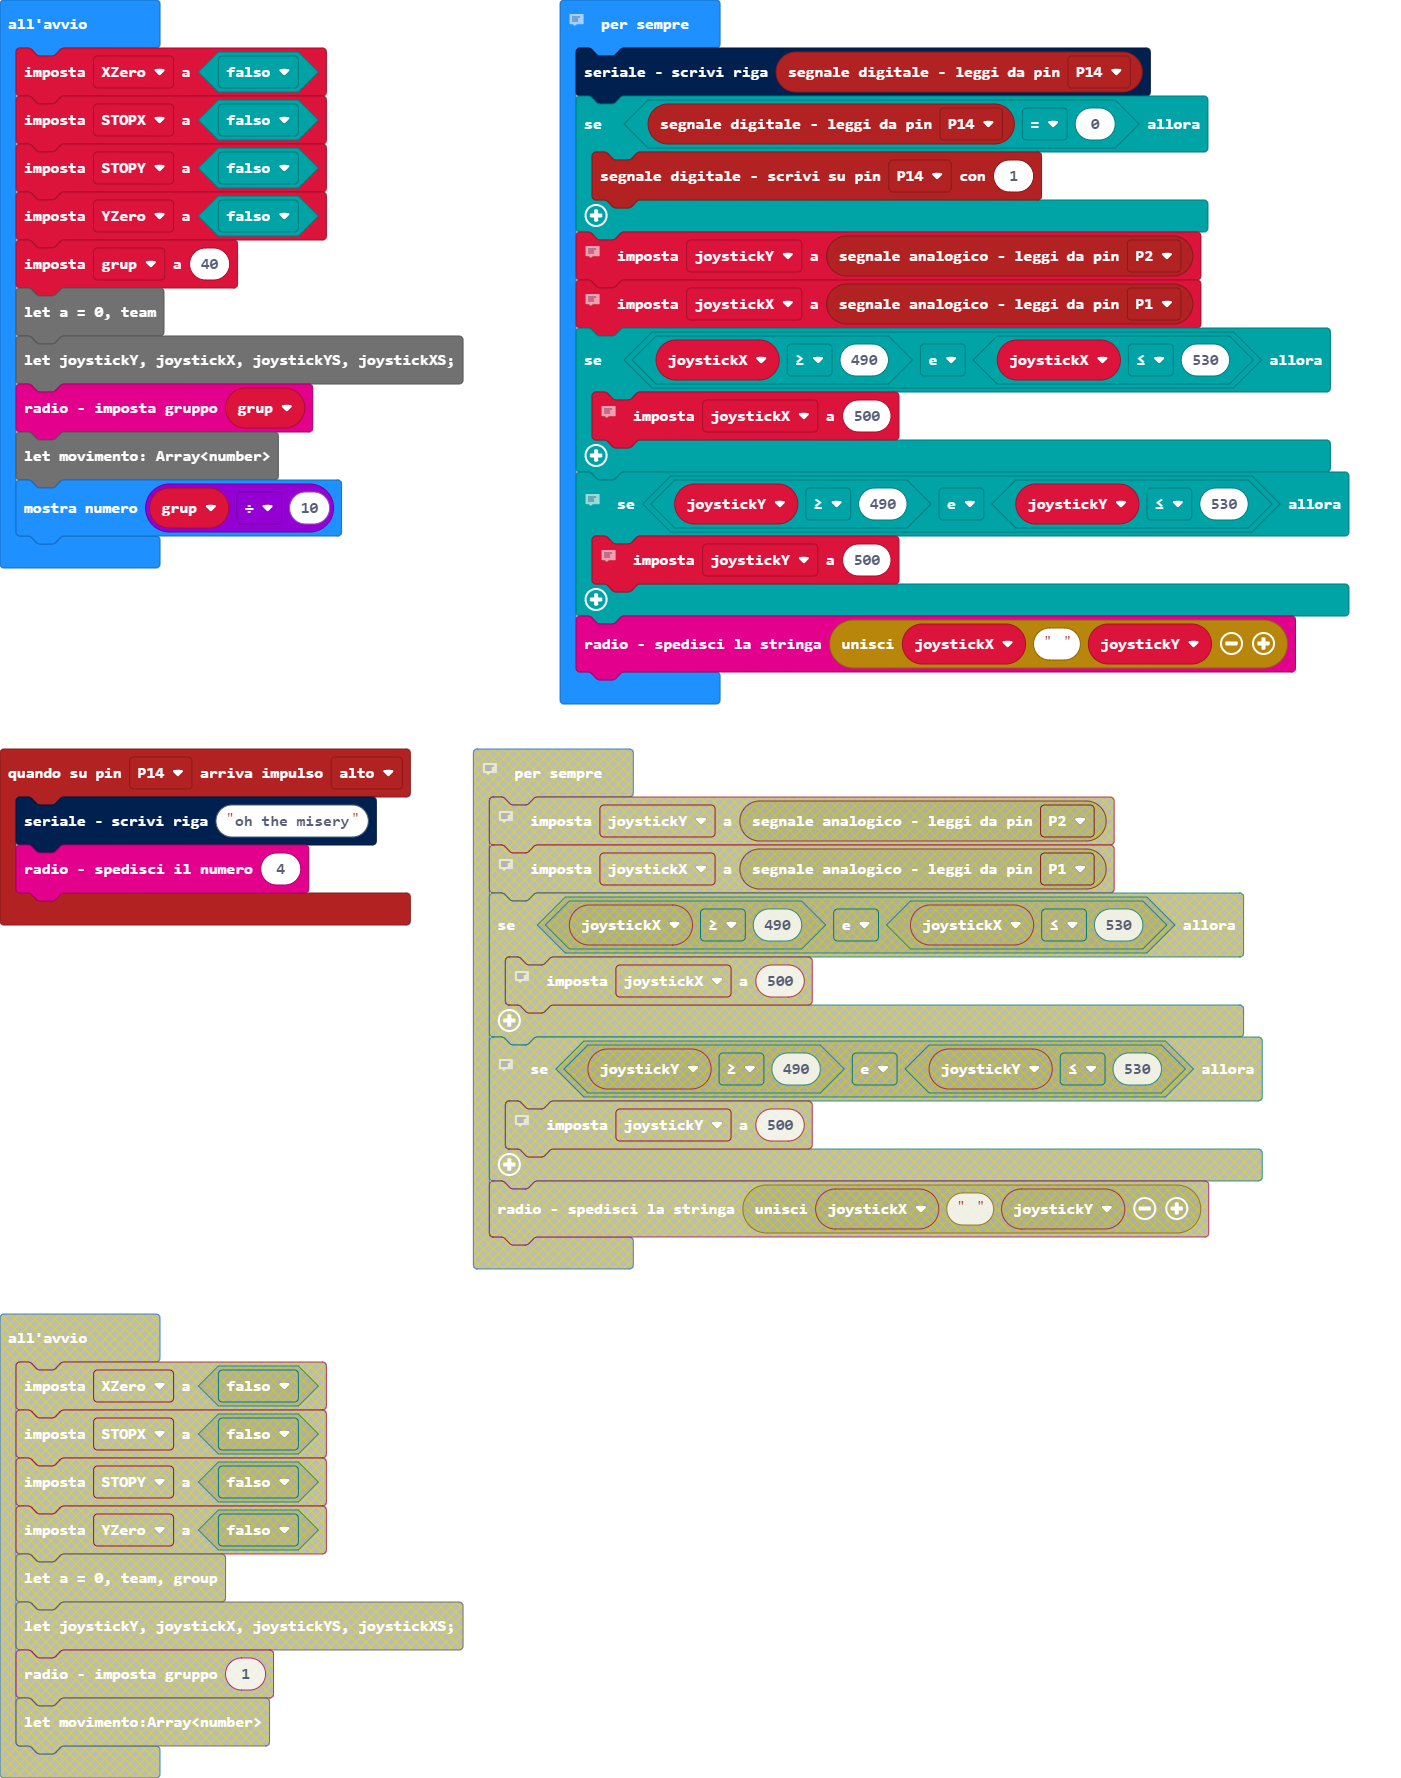 all'avvio
imposta XZero a falso
imposta STOPX a falso
imposta STOPY a falso
imposta YZero a falso
imposta grup a 40
let a = 0, team
let joystickY, joystickX, joystickYS, joystickXS;
radio - imposta gruppo grup
let movimento: Array<number>
mostra numero grup ÷ 10
per sempre
seriale - scrivi riga segnale digitale - leggi da pin P14
se segnale digitale - leggi da pin P14 = 0 allora
segnale digitale - scrivi su pin P14 con 1
imposta joystickY a segnale analogico - leggi da pin P2
imposta joystickX a segnale analogico - leggi da pin P1
se joystickX ≥ 490 e joystickX ≤ 530 allora
imposta joystickX a 500
se joystickY ≥ 490 e joystickY ≤ 530 allora
imposta joystickY a 500
radio - spedisci la stringa unisci joystickX " " joystickY
quando su pin P14 arriva impulso alto
seriale - scrivi riga "oh the misery"
radio - spedisci il numero 4
per sempre
imposta joystickY a segnale analogico - leggi da pin P2
imposta joystickX a segnale analogico - leggi da pin P1
se joystickX ≥ 490 e joystickX ≤ 530 allora
imposta joystickX a 500
se joystickY ≥ 490 e joystickY ≤ 530 allora
imposta joystickY a 500
radio - spedisci la stringa unisci joystickX " " joystickY
all'avvio
imposta XZero a falso
imposta STOPX a falso
imposta STOPY a falso
imposta YZero a falso
let a = 0, team, group
let joystickY, joystickX, joystickYS, joystickXS;
radio - imposta gruppo 1
let movimento:Array<number>